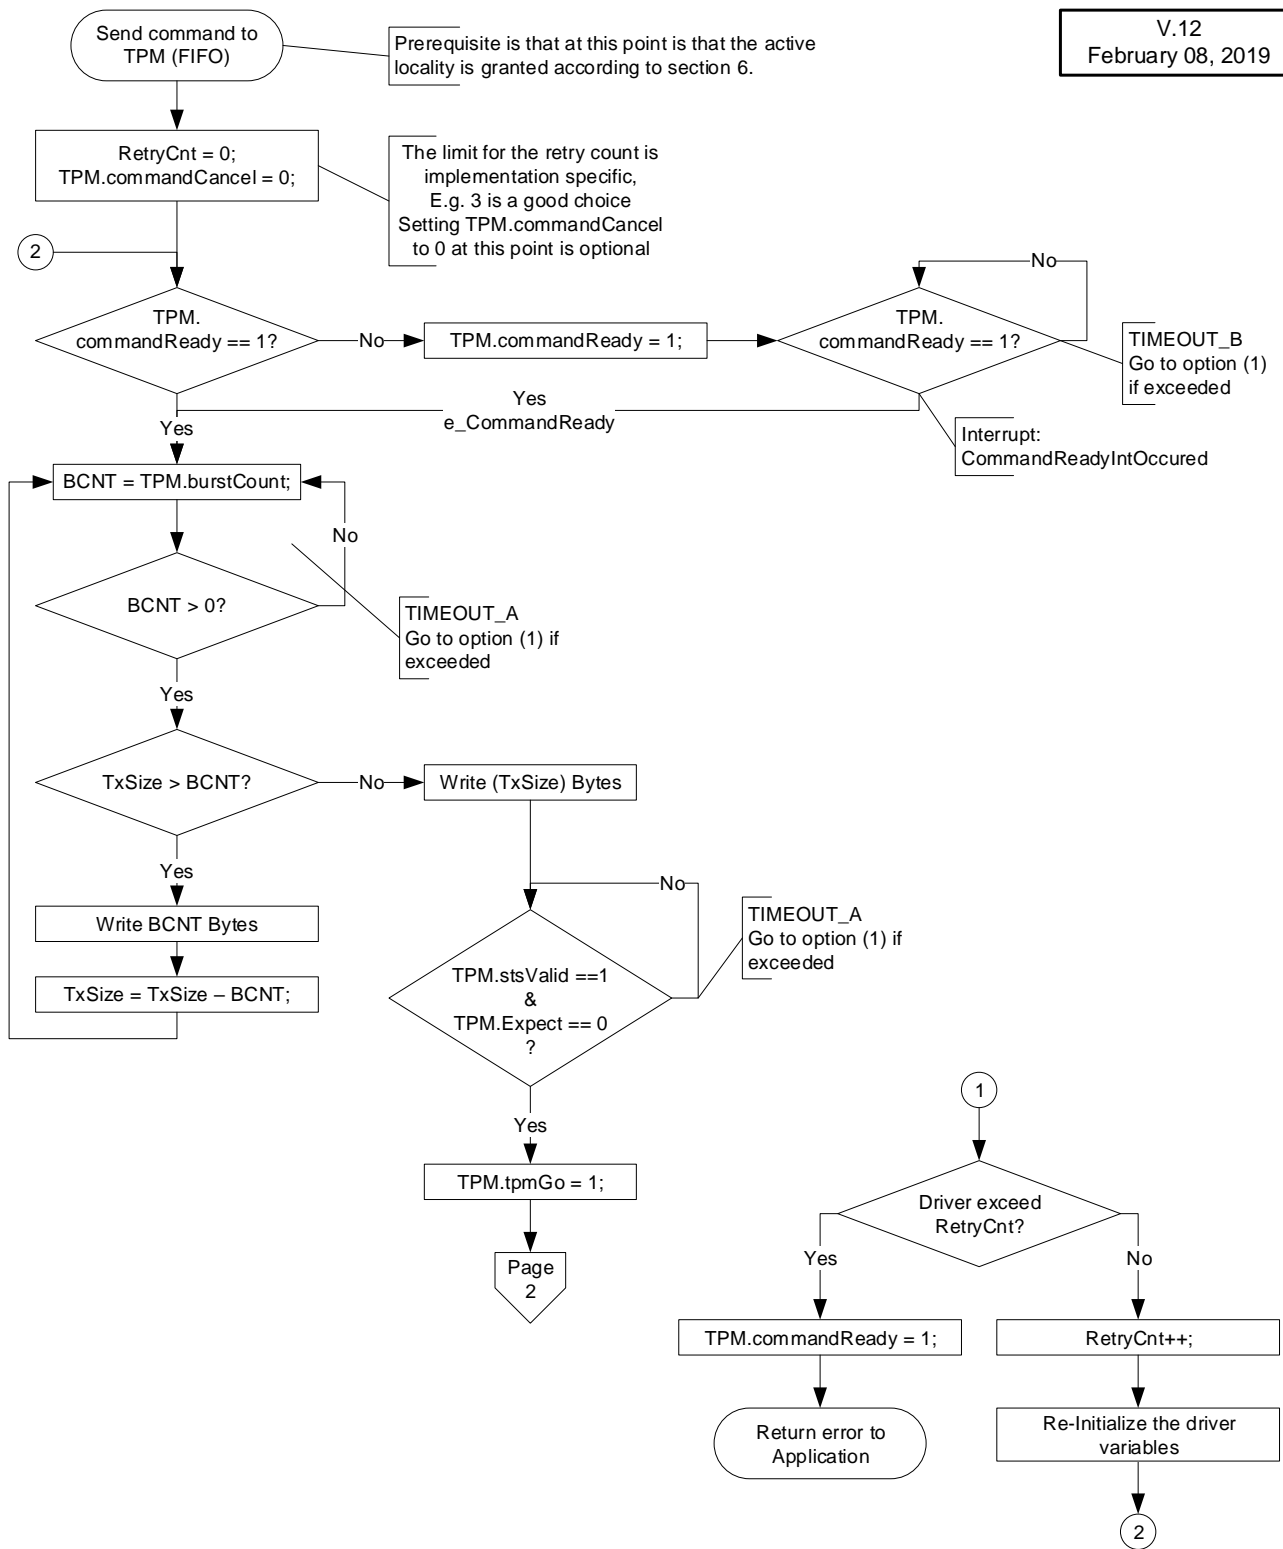 Send command to
TPM (FIFO)
Prerequisite is that at this point is that the active
locality is granted according to section 6.
V.12
February 08, 2019
RetryCnt = 0;
TPM.commandCancel = 0;
The limit for the retry count is
implementation specific,
E.g. 3 is a good choice
Setting TPM.commandCancel
to 0 at this point is optional
2
No
TPM.
commandReady == 1?
No
TPM.commandReady = 1;
TPM.
commandReady == 1?
TIMEOUT_B
Go to option (1)
if exceeded
Yes
e_CommandReady
Yes
Interrupt:
CommandReadyIntOccured
BCNT = TPM.burstCount;
No
BCNT > 0?
TIMEOUT_A
Go to option (1) if
exceeded
Yes
TxSize > BCNT?
No
Write (TxSize) Bytes
Yes
No
Write BCNT Bytes
TIMEOUT_A
Go to option (1) if
exceeded
TxSize = TxSize – BCNT;
TPM.stsValid ==1
&
TPM.Expect == 0
?
1
Yes
TPM.tpmGo = 1;
Driver exceed
RetryCnt?
Page
2
Yes
No
TPM.commandReady = 1;
RetryCnt++;
Return error to
Application
Re-Initialize the driver
variables
2